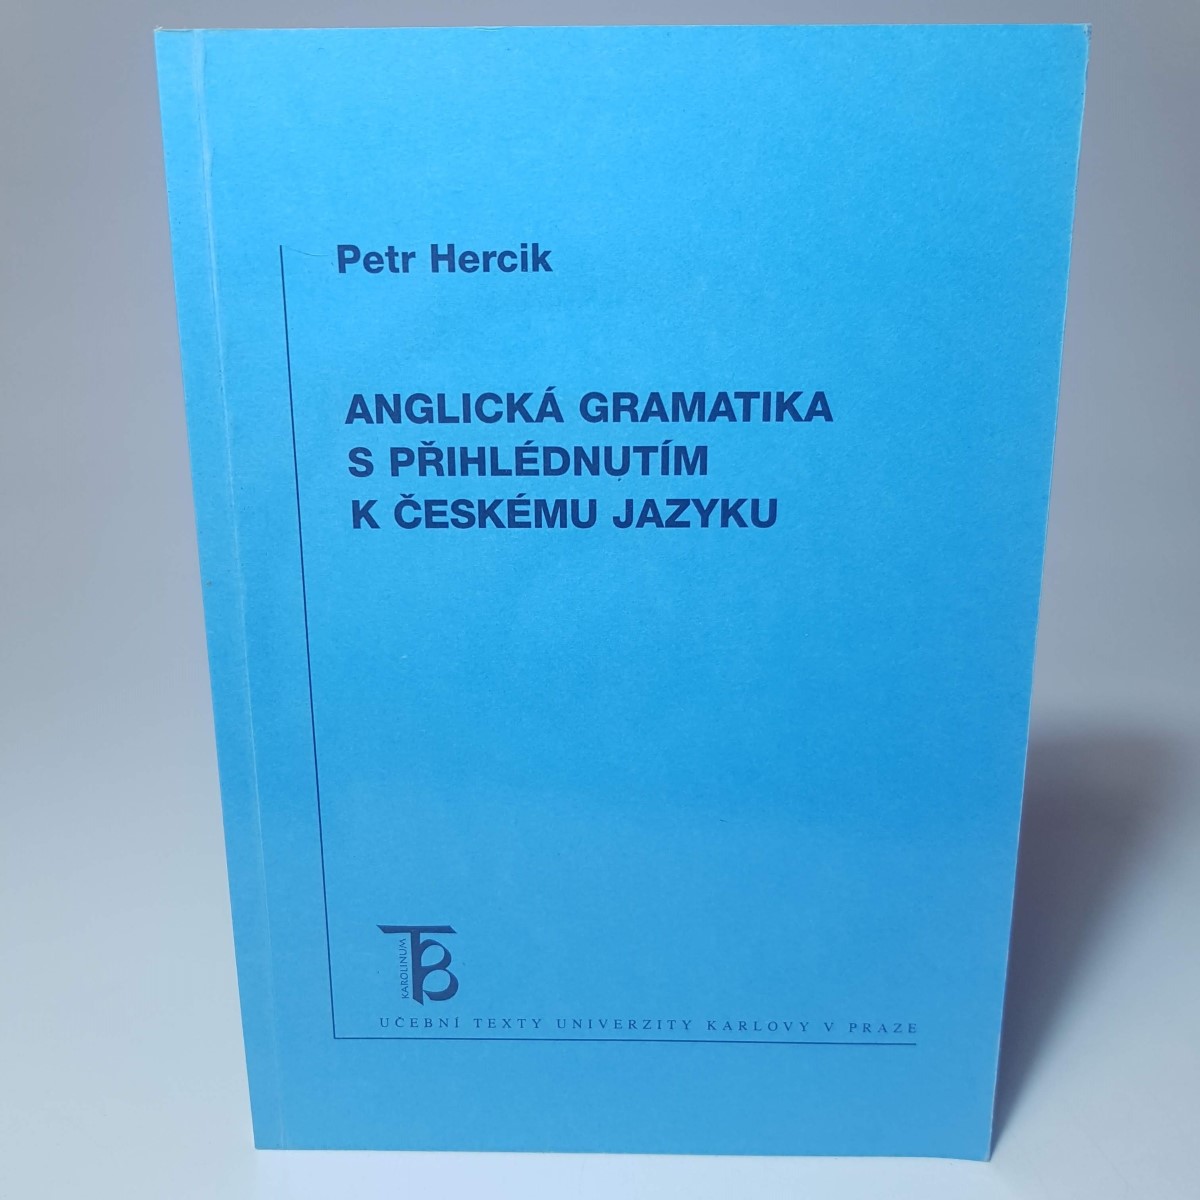 Petr Hercik
ANGLICKÁ GRAMATIKA
S PŘIHLÉDNUTÍM
K ČESKÉMU JAZYKU
KAROLINUM
UČEBNÍ TEXTY UNIVERZITY KARLOVY V PRAZE